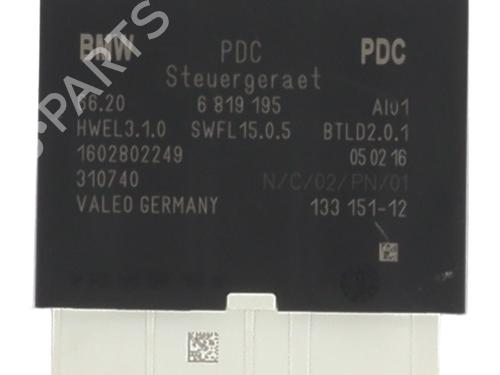 BMW PDC PDC
Steuergeraet
66.20 6 819 195 AI01
HWEL3.1.0 SWFL15.0.5 BTLD2.0.1
1602802249 05 02 16
310740 N/C/02/PN/01
VALEO GERMANY 133 151-12
PARTS